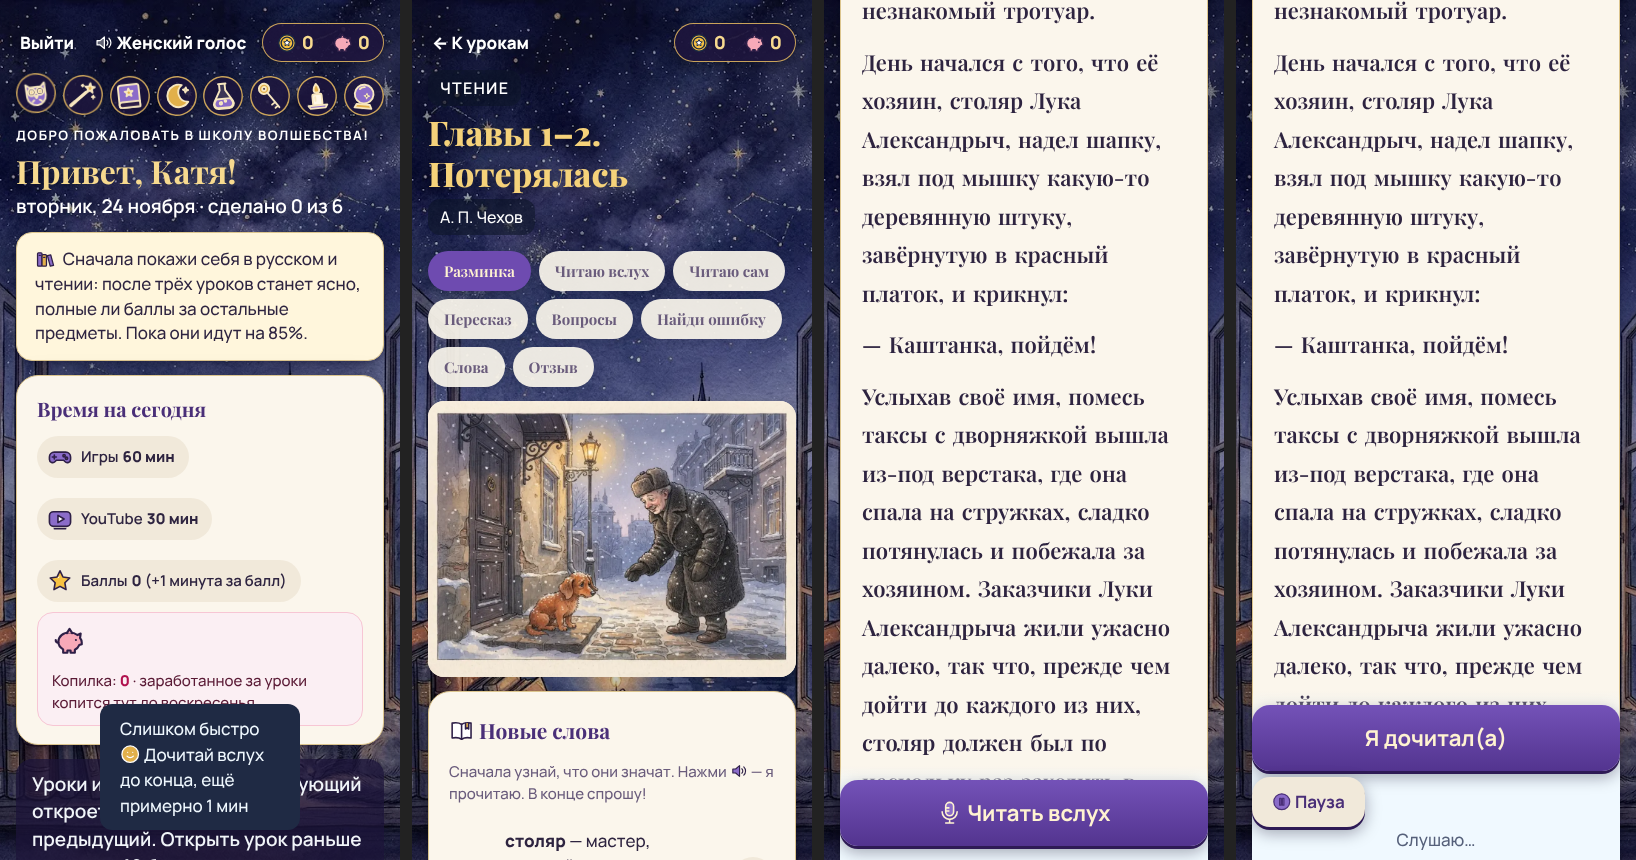 Выйти
Женский голос
0
0
ДОБРО ПОЖАЛОВАТЬ В ШКОЛУ ВОЛШЕБСТВА!
Привет, Катя!
вторник, 24 ноября · сделано 0 из 6
Сначала покажи себя в русском и
чтении: после трёх уроков станет ясно,
полные ли баллы за остальные
предметы. Пока они идут на 85%.
Время на сегодня
Игры 60 мин
YouTube 30 мин
Баллы 0 (+1 минута за балл)
Копилка: 0 · заработанное за уроки
копится тут до воскресенья
Слишком быстро
Дочитай вслух
до конца, ещё
примерно 1 мин
Уроки
ующий
открое
предыдущий. Открыть урок раньше
← К урокам
0
0
ЧТЕНИЕ
Главы 1–2.
Потерялась
А. П. Чехов
Разминка
Читаю вслух
Читаю сам
Пересказ
Вопросы
Найди ошибку
Слова
Отзыв
Новые слова
Сначала узнай, что они значат. Нажми — я
прочитаю. В конце спрошу!
столяр — мастер,
незнакомый тротуар.
День начался с того, что её
хозяин, столяр Лука
Александрыч, надел шапку,
взял под мышку какую-то
деревянную штуку,
завёрнутую в красный
платок, и крикнул:
— Каштанка, пойдём!
Услыхав своё имя, помесь
таксы с дворняжкой вышла
из-под верстака, где она
спала на стружках, сладко
потянулась и побежала за
хозяином. Заказчики Луки
Александрыча жили ужасно
далеко, так что, прежде чем
дойти до каждого из них,
столяр должен был по
Читать вслух
незнакомый тротуар.
День начался с того, что её
хозяин, столяр Лука
Александрыч, надел шапку,
взял под мышку какую-то
деревянную штуку,
завёрнутую в красный
платок, и крикнул:
— Каштанка, пойдём!
Услыхав своё имя, помесь
таксы с дворняжкой вышла
из-под верстака, где она
спала на стружках, сладко
потянулась и побежала за
хозяином. Заказчики Луки
Александрыча жили ужасно
далеко, так что, прежде чем
дойти до каждого из них,
Я дочитал(а)
Пауза
Слушаю...